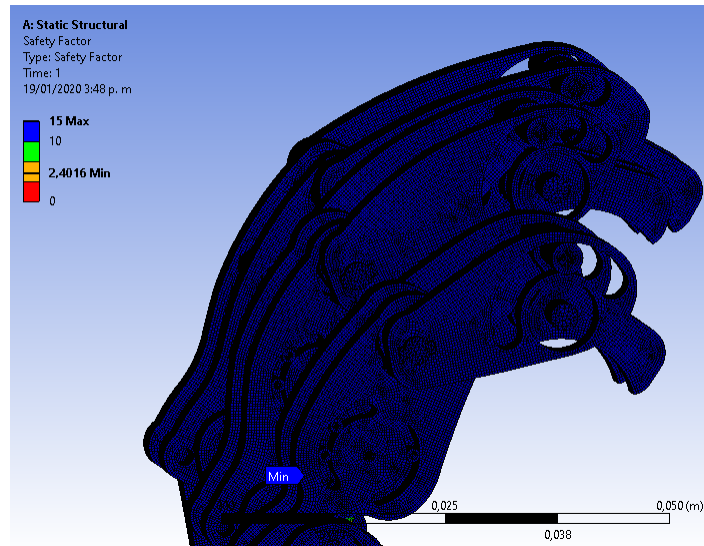 A: Static Structural
Safety Factor
Type: Safety Factor
Time: 1
19/01/2020 3:48 p. m
15 Max
10
2,4016 Min
0
Min
0,025
0,050 (m)
0,038